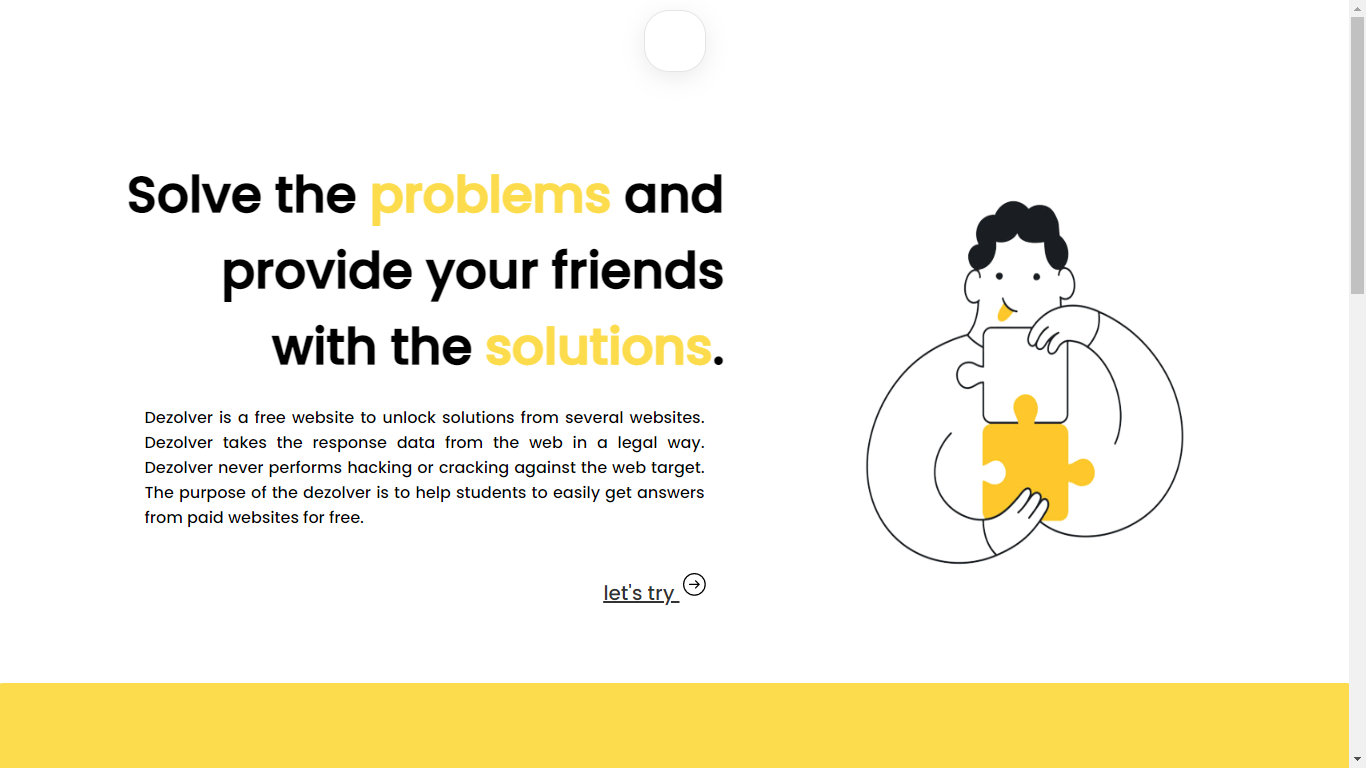 Solve the problems and
provide your friends
with the solutions.
Dezolver is a free website to unlock solutions from several websites.
Dezolver takes the response data from the web in a legal way.
Dezolver never performs hacking or cracking against the web target.
The purpose of the dezolver is to help students to easily get answers
from paid websites for free.
let's try